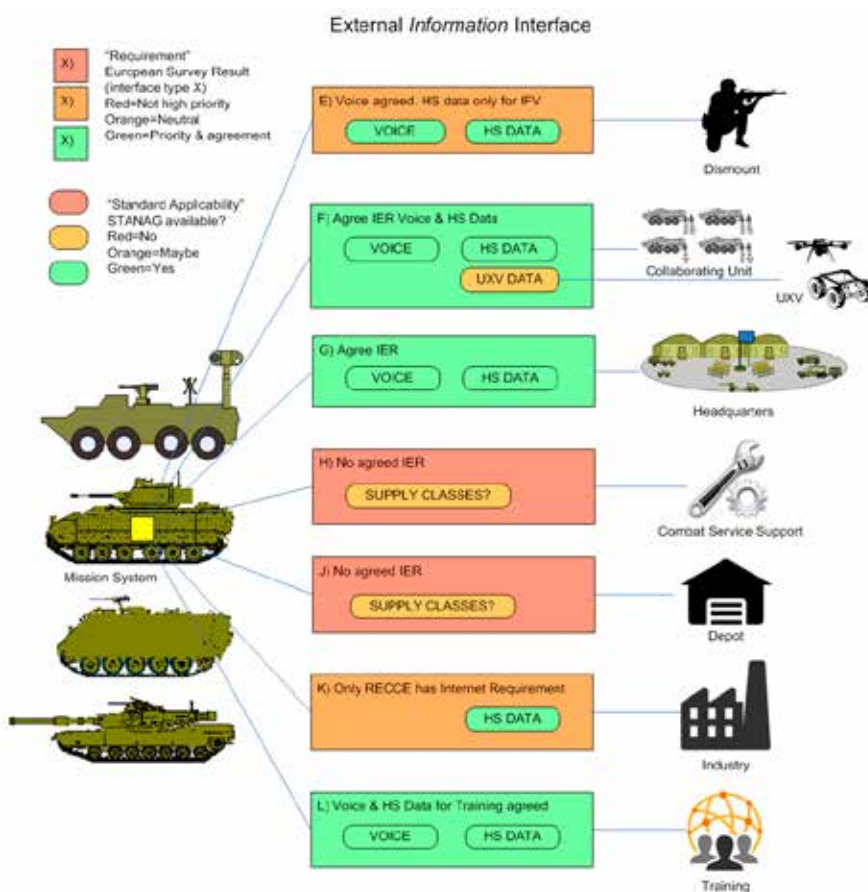 External Information Interface
X)
"Requirement"
European Survey Result
(interface type X)
X)
Red=Not high priority
Orange=Neutral
X)
Green=Priority & agreement
"Standard Applicability"
STANAG available?
Red=No
Orange=Maybe
Green=Yes
E) Voice agreed. HS data only for IFV
VOICE
HS DATA
Dismount
F) Agree IER Voice & HS Data
VOICE
HS DATA
UXV DATA
Collaborating Unit
UXV
G) Agree IER
VOICE
HS DATA
Headquarters
H) No agreed IER
SUPPLY CLASSES?
Combat Service Support
Mission System
J) No agreed IER
SUPPLY CLASSES?
Depot
K) Only RECCE has Internet Requirement
HS DATA
Industry
L) Voice & HS Data for Training agreed
VOICE
HS DATA
Training